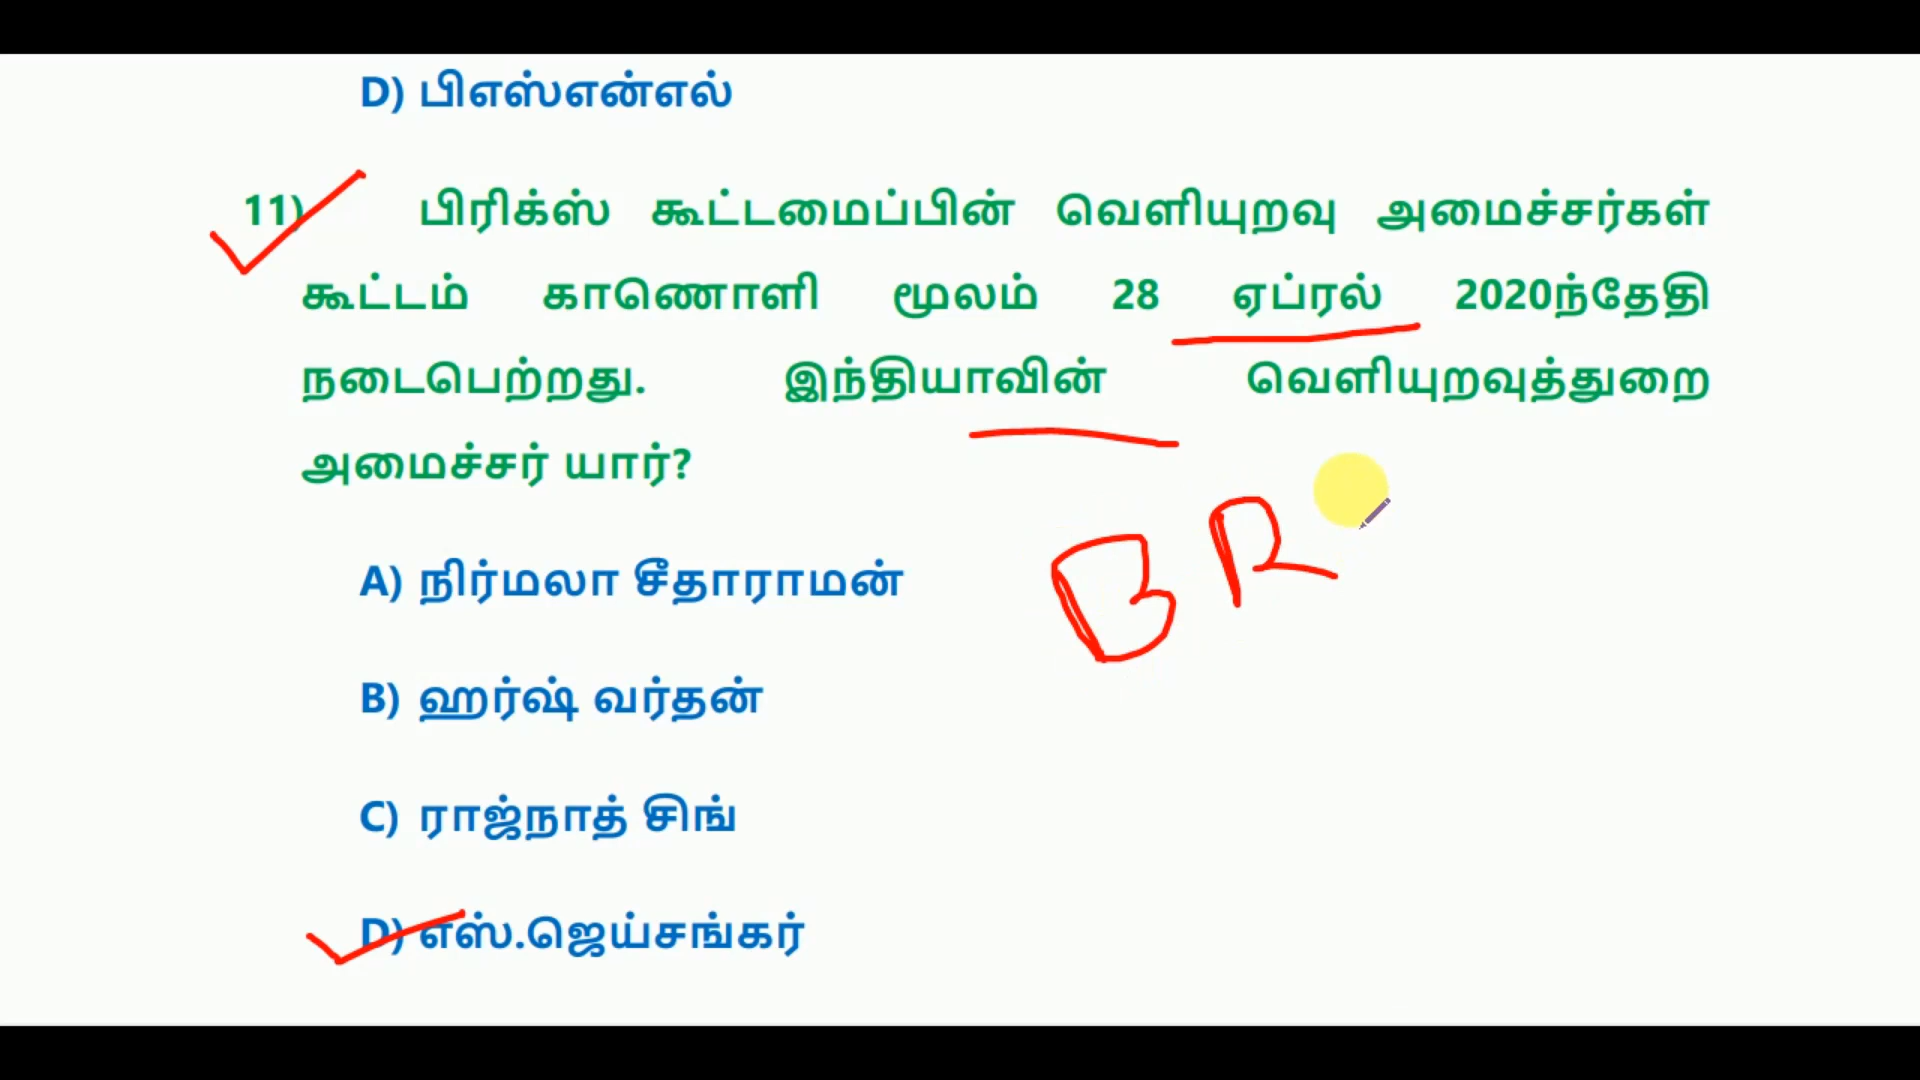 D) பிஎஸ்என்எல்
11) பிரிக்ஸ் கூட்டமைப்பின் வெளியுறவு அமைச்சர்கள்
கூட்டம் காணொளி மூலம் 28 ஏப்ரல் 2020ந்தேதி
நடைபெற்றது. இந்தியாவின் வெளியுறவுத்துறை
அமைச்சர் யார்?
BR
A) நிர்மலா சீதாராமன்
B) ஹர்ஷ் வர்தன்
C) ராஜ்நாத் சிங்
D) எஸ்.ஜெய்சங்கர்